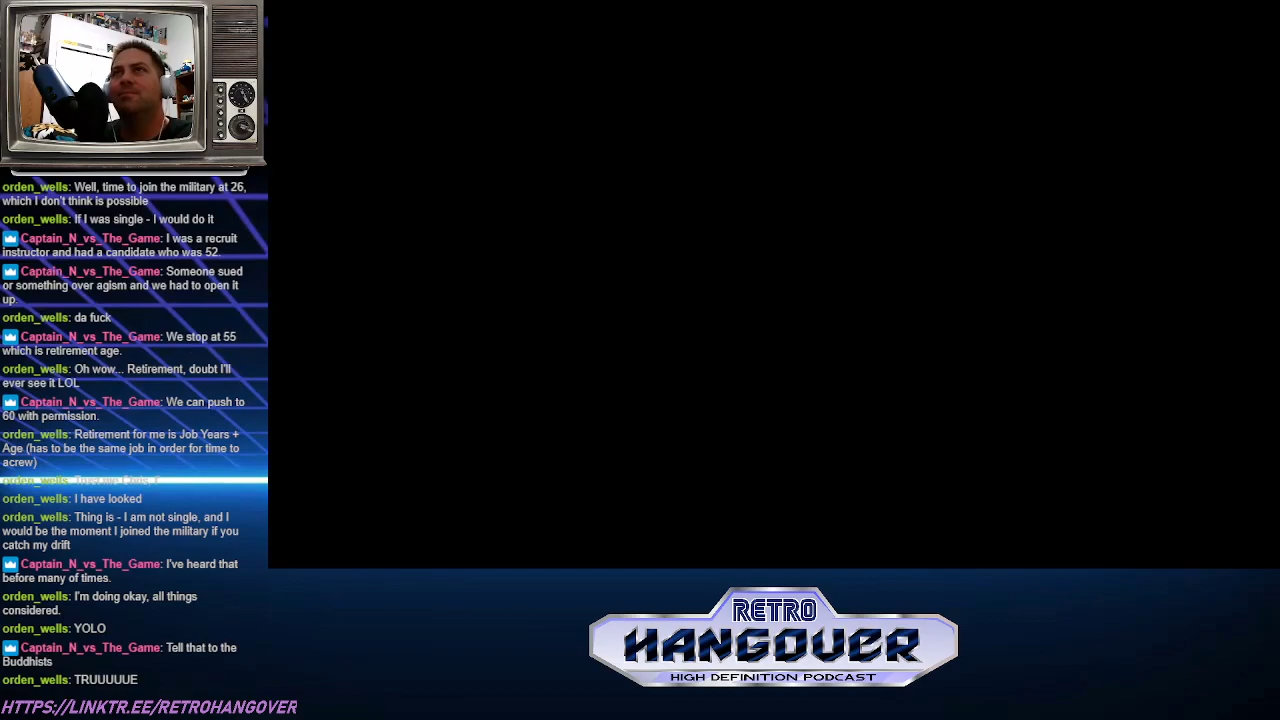 orden_wells: Well, time to join the military at 26,
which I don't think is possible
orden_wells: If I was single - I would do it
Captain_N_vs_The_Game: I was a recruit
instructor and had a candidate who was 52.
Captain_N_vs_The_Game: Someone sued
or something over agism and we had to open it
up.
orden_wells: da fuck
Captain_N_vs_The_Game: We stop at 55
which is retirement age.
orden_wells: Oh wow... Retirement, doubt I'll
ever see it LOL
Captain_N_vs_The_Game: We can push to
60 with permission.
orden_wells: Retirement for me is Job Years +
Age (has to be the same job in order for time to
acrew)
orden_wells: Trust me
orden_wells: I have looked
orden_wells: Thing is - I am not single, and I
would be the moment I joined the military if you
catch my drift
Captain_N_vs_The_Game: I've heard that
before many of times.
orden_wells: I'm doing okay, all things
considered.
orden_wells: YOLO
Captain_N_vs_The_Game: Tell that to the
Buddhists
orden_wells: TRUUUUUE
HTTPS://LINKTR.EE/RETROHANGOVER
RETRO
HANGOVER
HIGH DEFINITION PODCAST